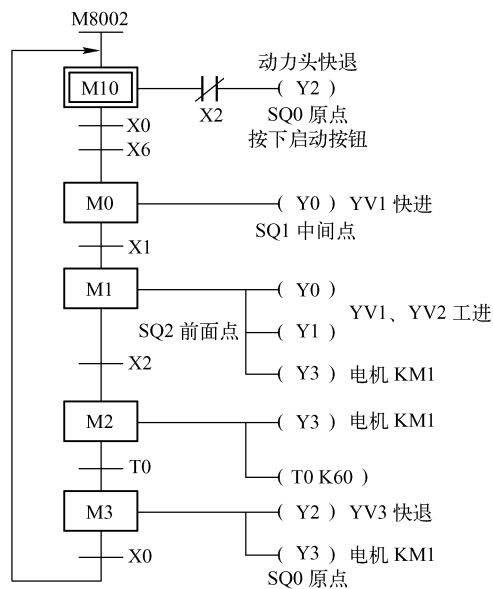 M8002
动力头快退
M10
X2
( Y2 )
SQ0 原点
按下启动按钮
X0
X6
M0
( Y0 ) YV1 快进
SQ1 中间点
X1
M1
( Y0 )
YV1、YV2 工进
SQ2 前面点
( Y1 )
X2
( Y3 ) 电机 KM1
M2
( Y3 ) 电机 KM1
T0
( T0 K60 )
M3
( Y2 ) YV3 快退
X0
( Y3 ) 电机 KM1
SQ0 原点